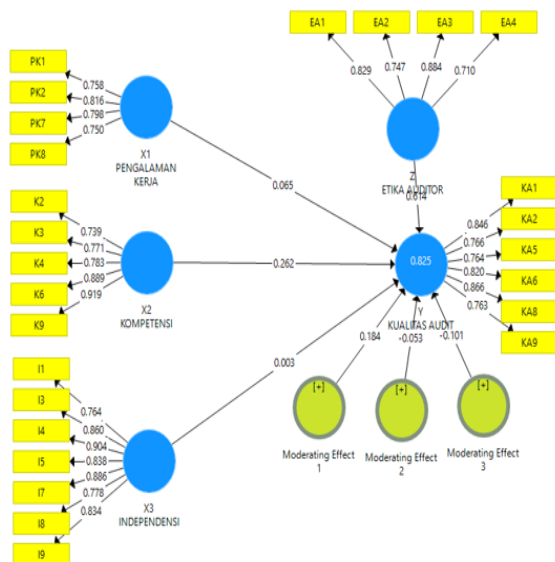 EA1
EA2
EA3
EA4
0.829
0.747
0.884
0.710
PK1
PK2
PK7
PK8
0.758
0.816
0.798
0.750
X1
PENGALAMAN
KERJA
0.065
Z
ETIKA AUDITOR
0.614
K2
K3
K4
K6
K9
0.739
0.771
0.783
0.889
0.919
X2
KOMPETENSI
0.262
0.825
Y
KUALITAS AUDIT
0.846
0.766
0.764
0.820
0.866
0.763
KA1
KA2
KA5
KA6
KA8
KA9
I1
I3
I4
I5
I7
I8
I9
0.764
0.860
0.904
0.838
0.886
0.778
0.834
X3
INDEPENDENSI
0.003
0.184
-0.053
-0.101
[+]
[+]
[+]
Moderating Effect
1
Moderating Effect
2
Moderating Effect
3